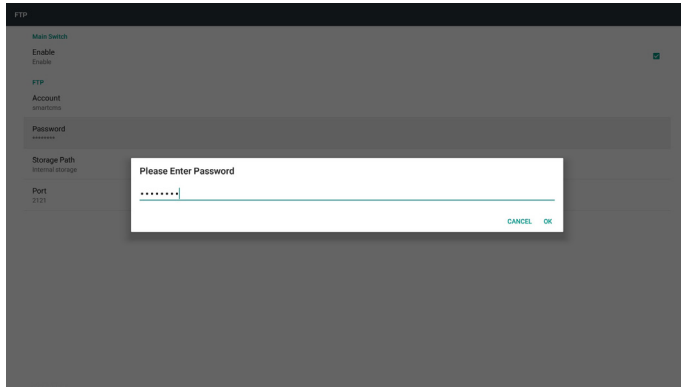 FTP
Main Switch
Enable
Enable
FTP
Account
smartcms
Password
********
Storage Path
Internal storage
Port
2121
Please Enter Password
••••••••
CANCEL OK